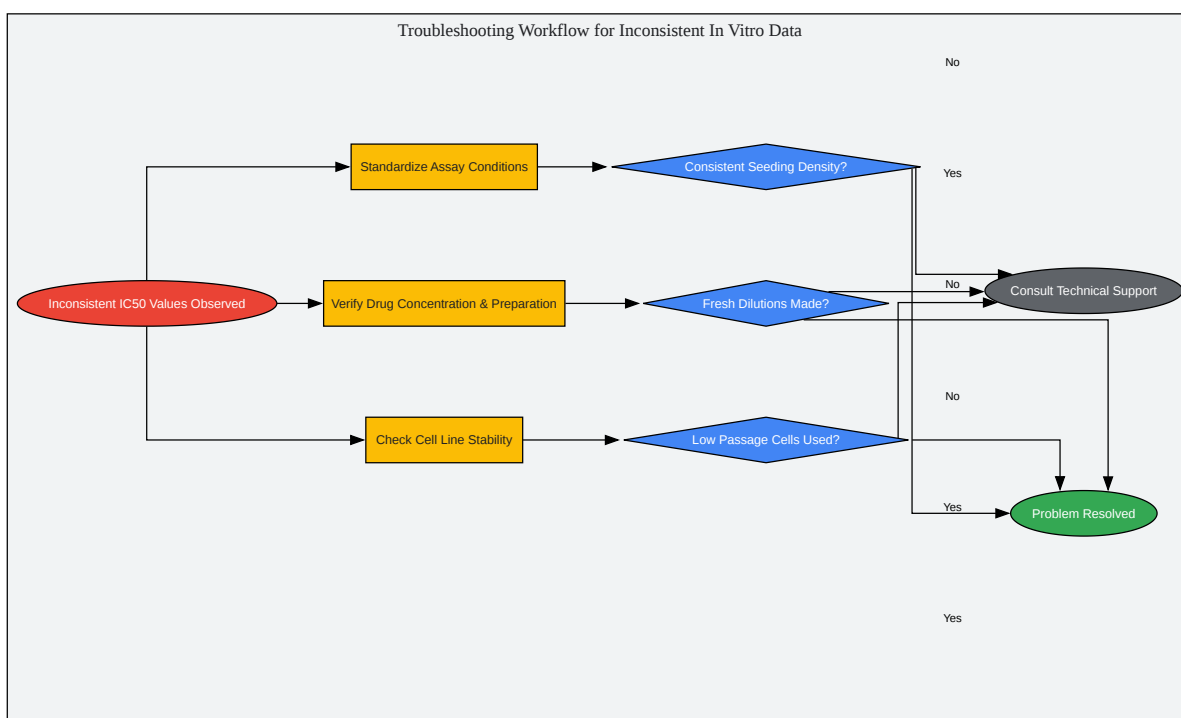 Troubleshooting Workflow for Inconsistent In Vitro Data
No
Standardize Assay Conditions
Consistent Seeding Density?
Yes
Inconsistent IC50 Values Observed
Verify Drug Concentration & Preparation
Fresh Dilutions Made?
No
Consult Technical Support
No
Check Cell Line Stability
Low Passage Cells Used?
Yes
Problem Resolved
Yes